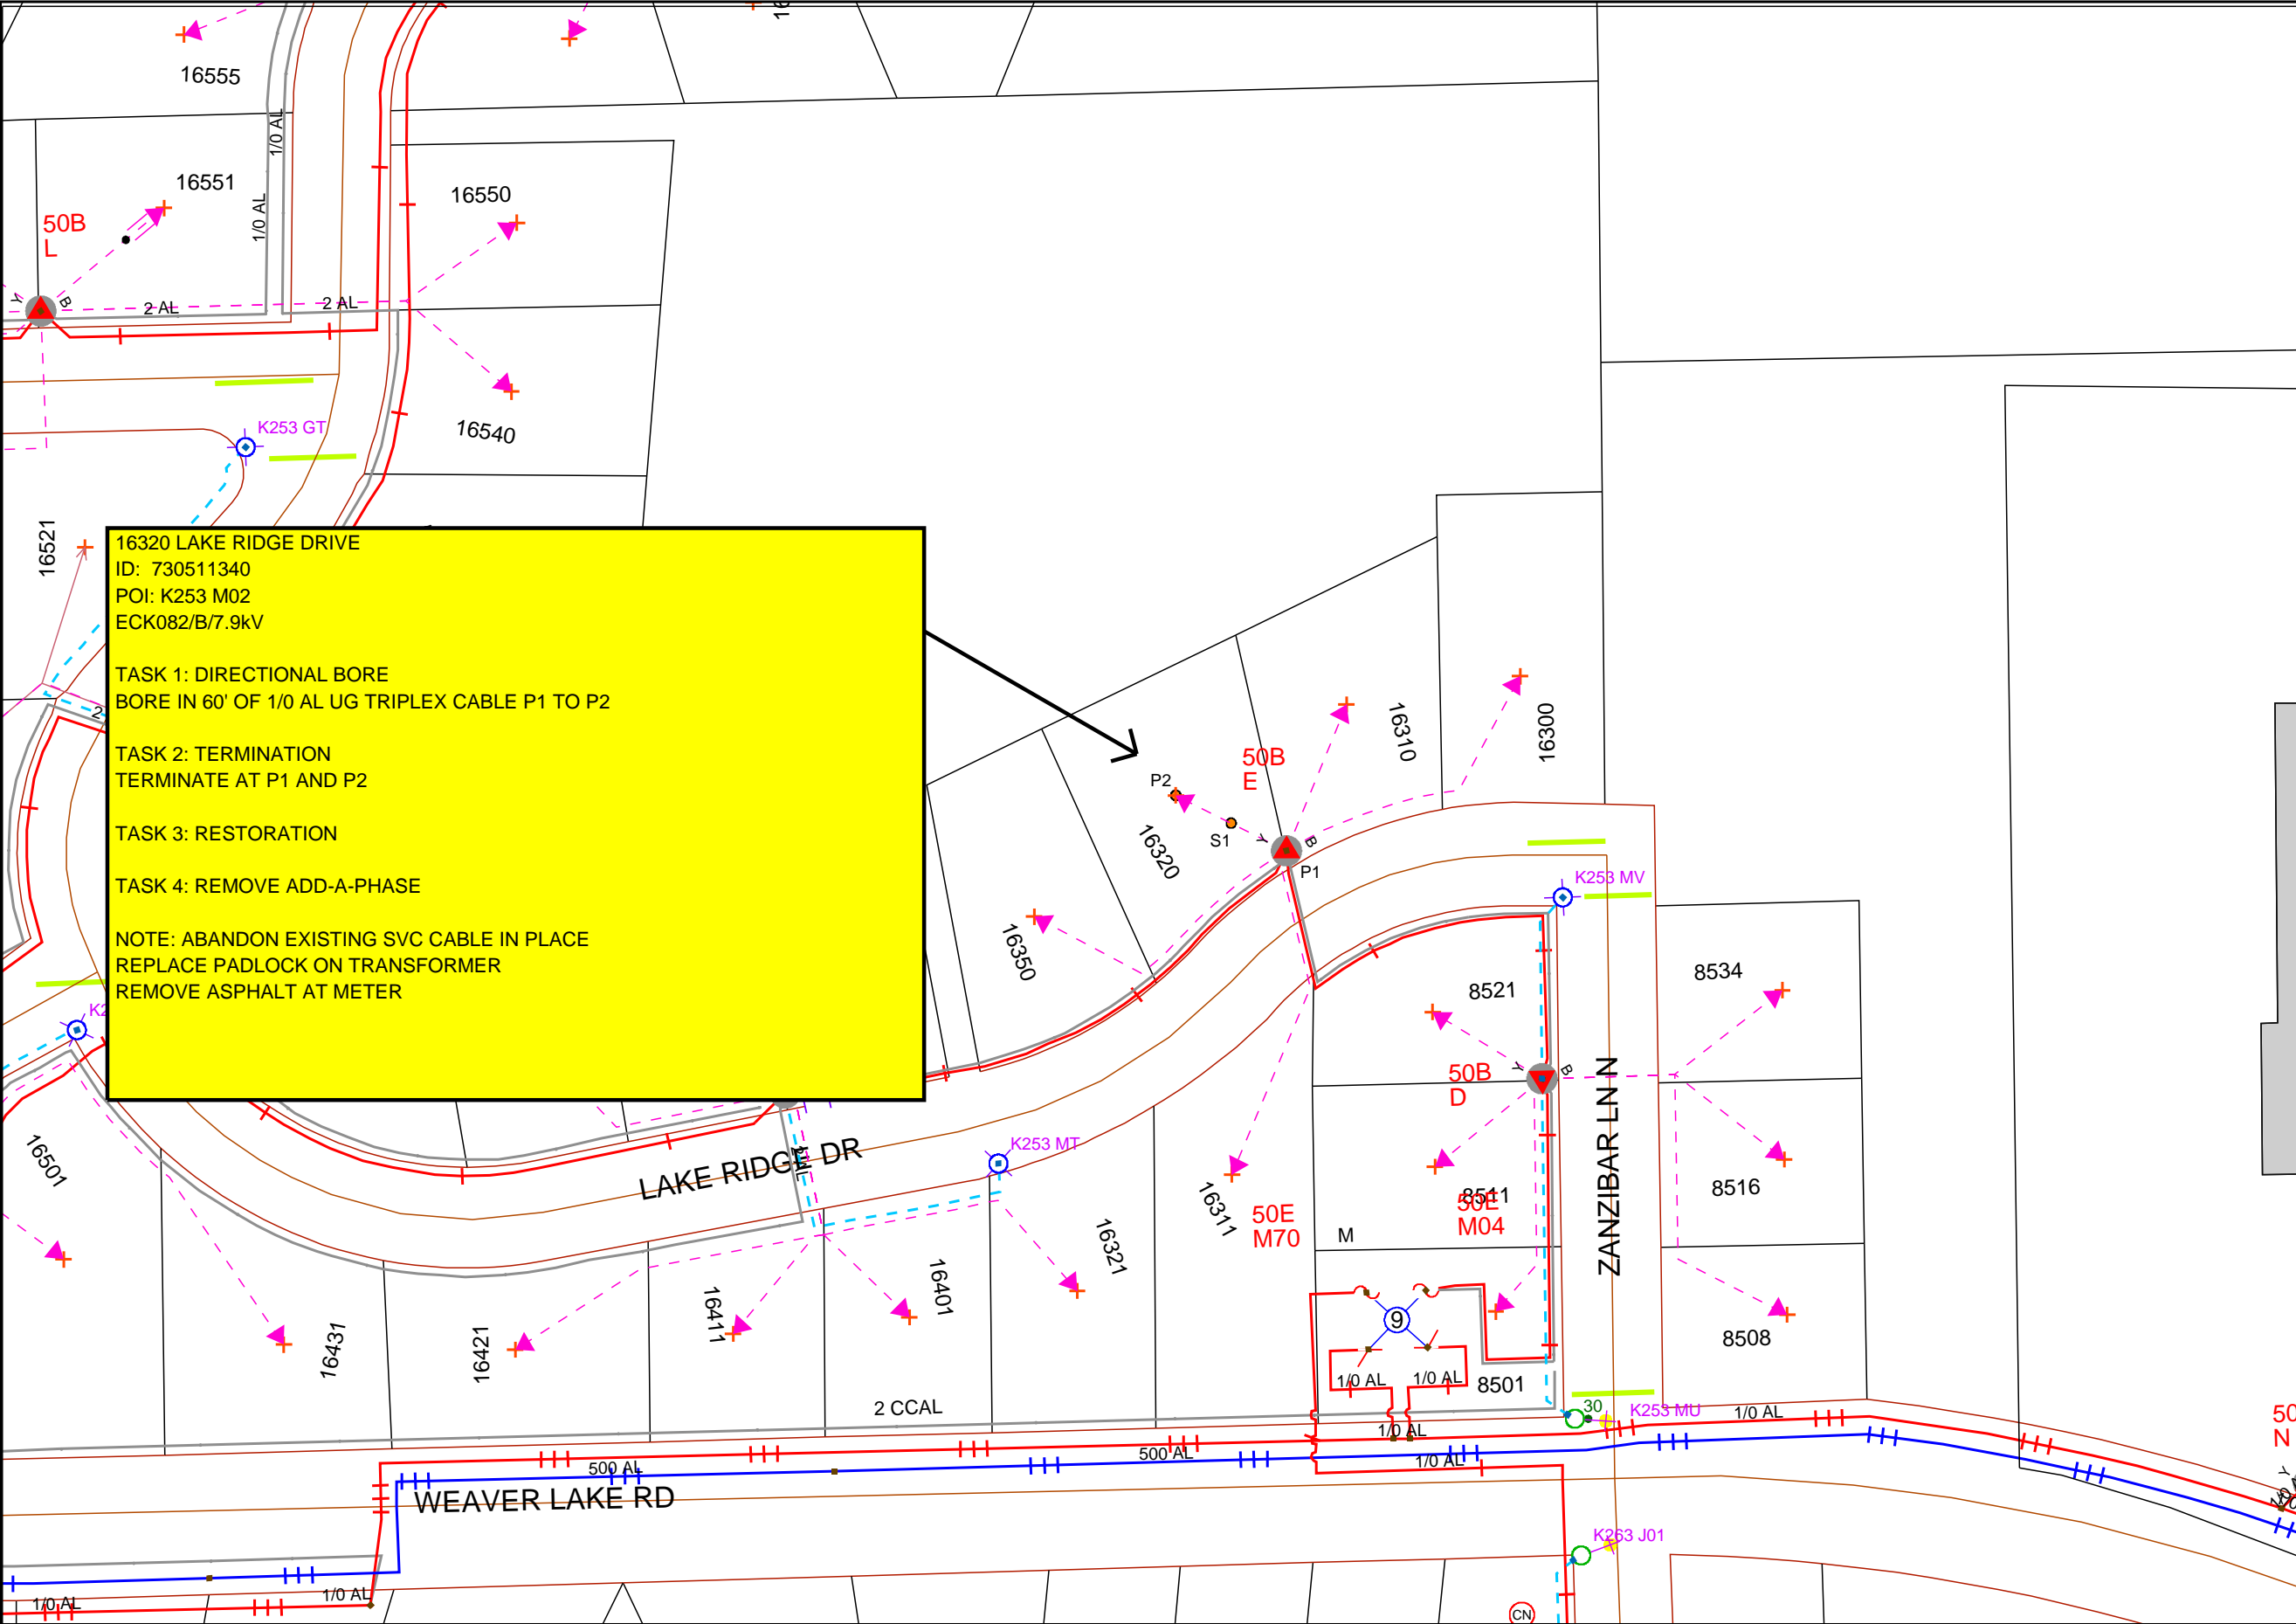 16555
1/0 AL
16551
1/0 AL
16550
50B
L
Y
B
2 AL
2 AL
K253 GT
16540
16521
16320 LAKE RIDGE DRIVE
ID:  730511340
POI: K253 M02
ECK082/B/7.9kV
TASK 1: DIRECTIONAL BORE
BORE IN 60' OF 1/0 AL UG TRIPLEX CABLE P1 TO P2
TASK 2: TERMINATION
TERMINATE AT P1 AND P2
TASK 3: RESTORATION
TASK 4: REMOVE ADD-A-PHASE
NOTE: ABANDON EXISTING SVC CABLE IN PLACE
REPLACE PADLOCK ON TRANSFORMER
REMOVE ASPHALT AT METER
16310
16300
50B
E
P2
S1
Y
B
P1
16320
K253 MV
16350
8521
8534
50B
D
Y
B
ZANZIBAR LN N
LAKE RIDGE DR
K253 MT
16501
16311
50E
M70
M
8511
50E
M04
8516
16321
16401
16411
16421
16431
9
1/0 AL
1/0 AL
8501
8508
2 CCAL
30
K253 MU
1/0 AL
1/0 AL
500 AL
500 AL
1/0 AL
50
N
Y
WEAVER LAKE RD
K263 J01
1/0 AL
1/0 AL
CN